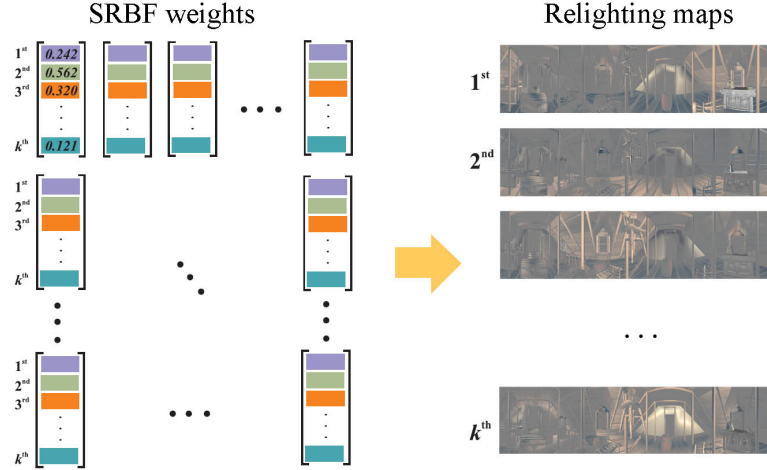 SRBF weights
Relighting maps
1st 0.242
2nd 0.562
3rd 0.320
kth 0.121
1st
2nd
3rd
kth
1st
2nd
3rd
kth
1st
2nd
kth